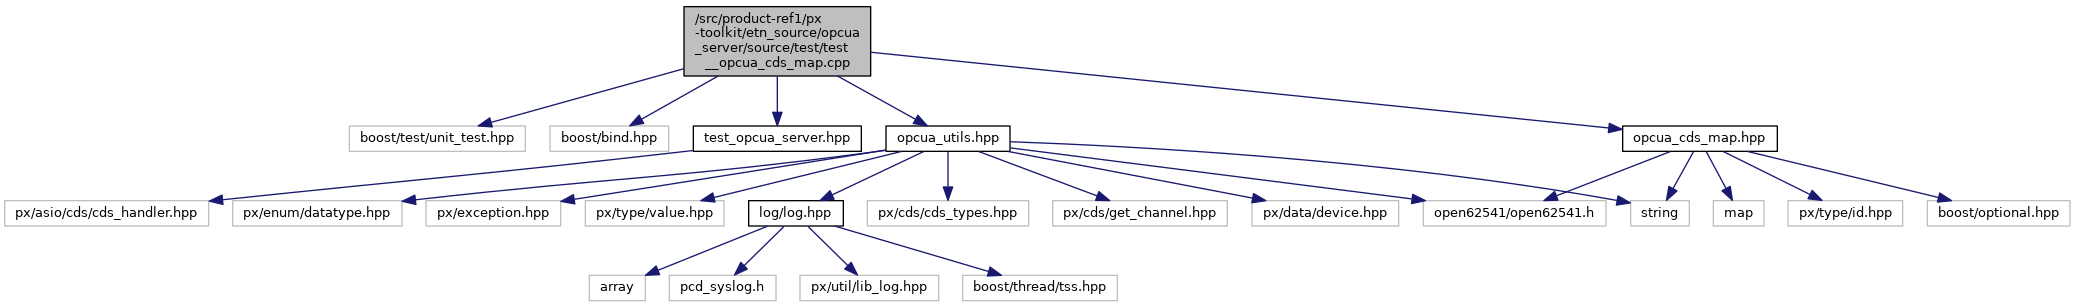 /src/product-ref1/px
-toolkit/etn_source/opcua
_server/source/test/test
__opcua_cds_map.cpp
boost/test/unit_test.hpp
boost/bind.hpp
test_opcua_server.hpp
opcua_utils.hpp
opcua_cds_map.hpp
px/asio/cds/cds_handler.hpp
px/enum/datatype.hpp
px/exception.hpp
px/type/value.hpp
log/log.hpp
px/cds/cds_types.hpp
px/cds/get_channel.hpp
px/data/device.hpp
open62541/open62541.h
string
map
px/type/id.hpp
boost/optional.hpp
array
pcd_syslog.h
px/util/lib_log.hpp
boost/thread/tss.hpp